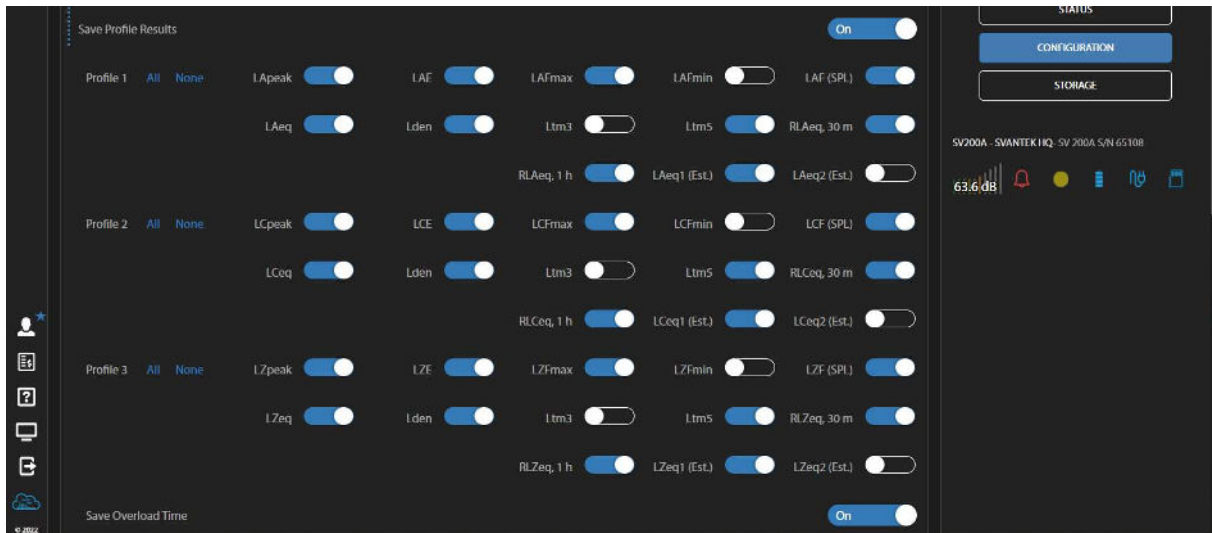 STATUS
Save Profile Results On
CONFIGURATION
Profile 1 All None LApeak LAE LAFmax LAFmin LAF (SPL)
STORAGE
LAeq Lden Ltm3 Ltm5 RLAeq, 30 m
SV200A - SVANTEK HQ- SV 200A S/N 65108
RLAeq, 1 h LAeq1 (Est.) LAeq2 (Est.)
63.6 dB
Profile 2 All None LCpeak LCE LCFmax LCFmin LCF (SPL)
LCeq Lden Ltm3 Ltm5 RLCeq, 30 m
RLCeq, 1 h LCeq1 (Est.) LCeq2 (Est.)
Profile 3 All None LZpeak LZE LZFmax LZFmin LZF (SPL)
LZeq Lden Ltm3 Ltm5 RLZeq, 30 m
RLZeq, 1 h LZeq1 (Est.) LZeq2 (Est.)
Save Overload Time On
© 2022